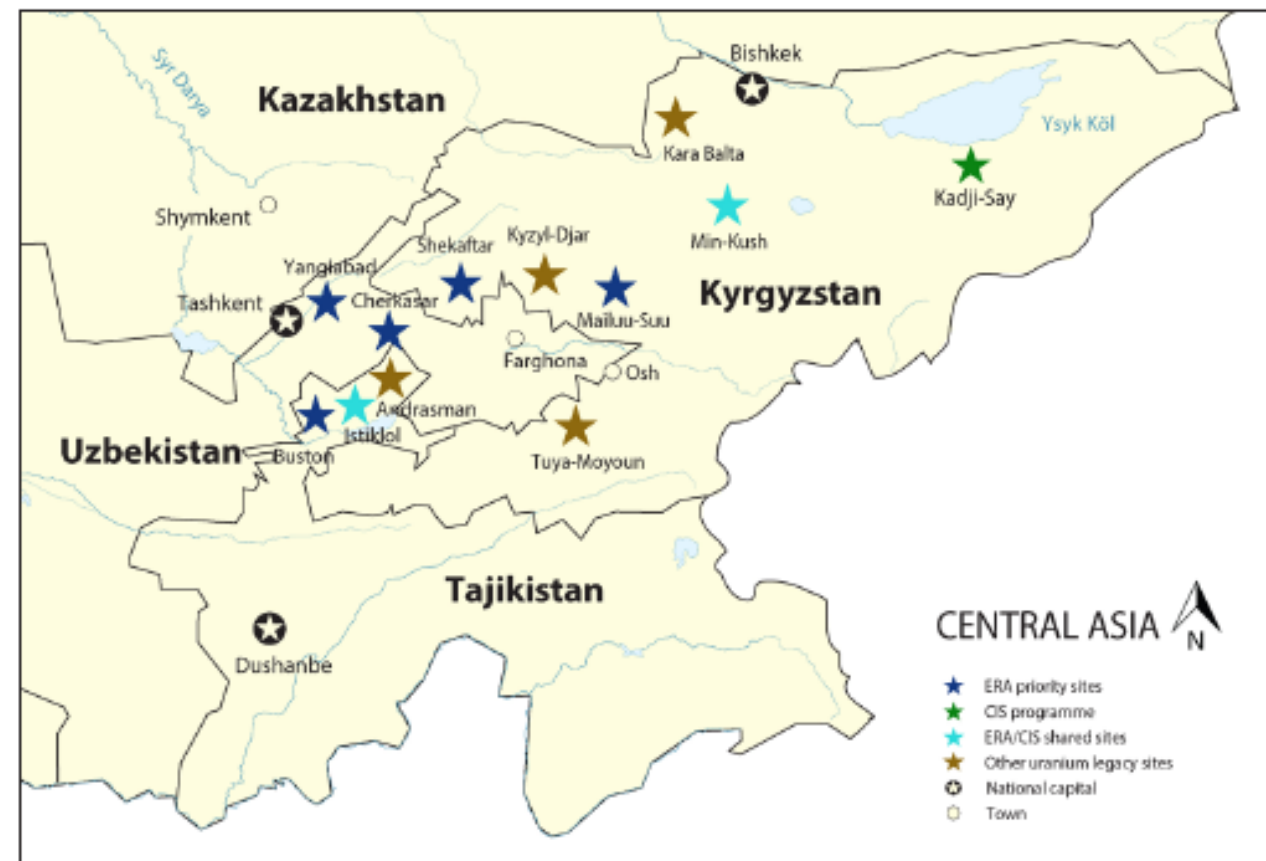 Bishkek
Syr Darya
Kazakhstan
Ysyk Köl
Kara Balta
Kadji-Say
Shymkent
Min-Kush
Kyzyl-Djar
Shekaftar
Yangiabad
Kyrgyzstan
Tashkent
Cherkasar
Mailuu-Suu
Farghona
Osh
Andrasman
Istiklol
Uzbekistan
Buston
Tuya-Moyoun
Tajikistan
Dushanbe
CENTRAL ASIA
N
ERA priority sites
CIS programme
ERA/CIS shared sites
Other uranium legacy sites
National capital
Town